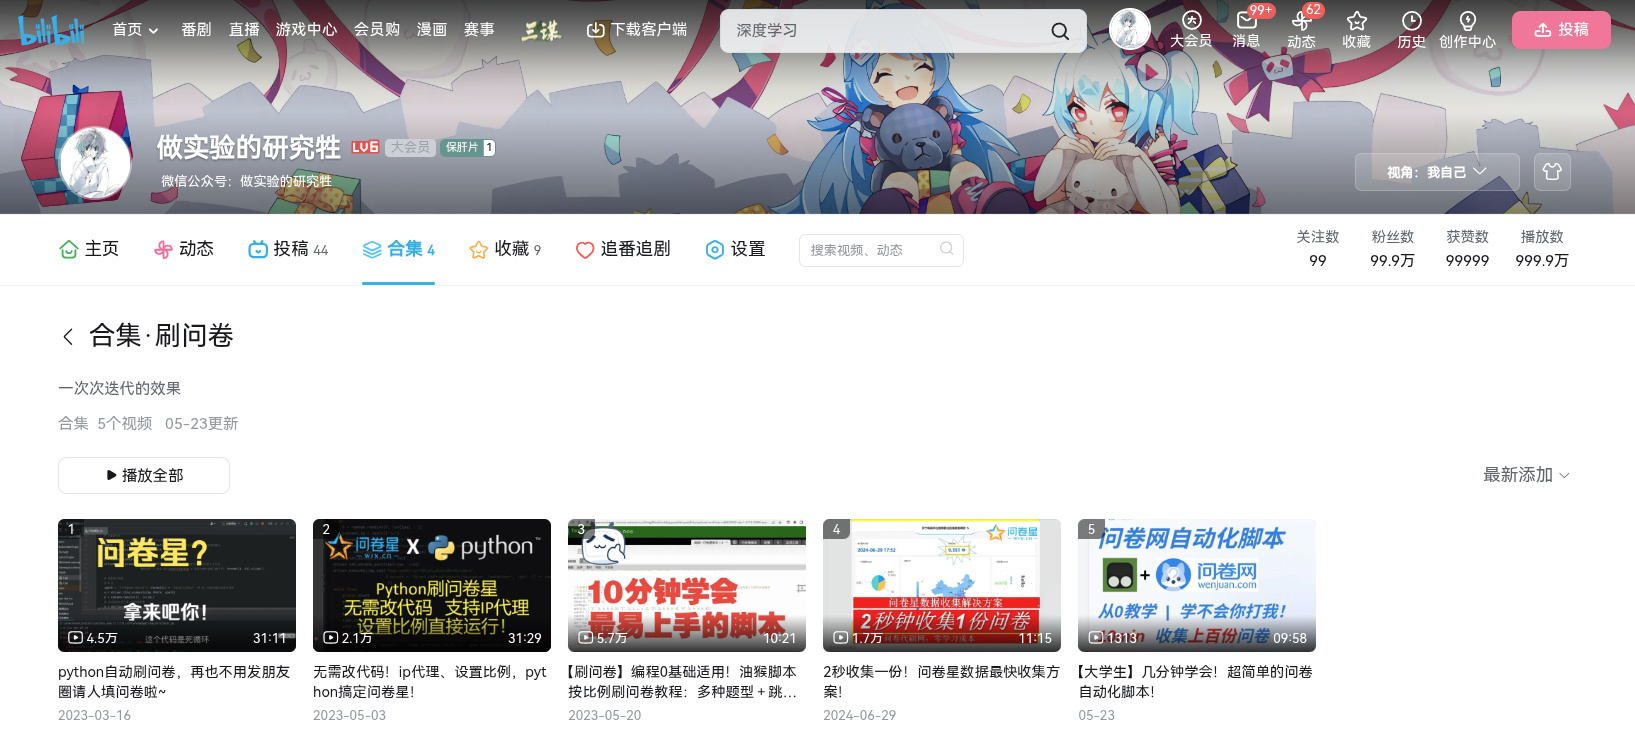 bilibili 首页 番剧 直播 游戏中心 会员购 漫画 赛事 三谋 下载客户端 深度学习 大会员 99+ 消息 62 动态 收藏 历史 创作中心 投稿
做实验的研究牲 LV6 大会员 保肝片 1
微信公众号：做实验的研究牲
视角：我自己
主页 动态 投稿 44 合集 4 收藏 9 追番追剧 设置 搜索视频、动态
关注数 粉丝数 获赞数 播放数
99 99.9万 99999 999.9万
合集·刷问卷
一次次迭代的效果
合集 5个视频 05-23更新
播放全部
最新添加
1
问卷星？
拿来吧你！
这个代码是死循环
4.5万 31:11
python自动刷问卷，再也不用发朋友
圈请人填问卷啦~
2023-03-16
2
问卷星 WJX.CN X python
Python刷问卷星
无需改代码 支持IP代理
设置比例直接运行！
2.1万 31:29
无需改代码！ip代理、设置比例，pyt
hon搞定问卷星！
2023-05-03
3
10分钟学会
最易上手的脚本
5.7万 10:21
【刷问卷】编程0基础适用！油猴脚本
按比例刷问卷教程：多种题型＋跳…
2023-05-20
4
问卷星 WJX.CN
2024-06-29 17:52
问卷星数据收集解决方案
2秒钟收集1份问卷
1.7万 11:15
2秒收集一份！问卷星数据最快收集方
案！
2024-06-29
5
问卷网自动化脚本
+ 问卷网
wenjuan.com
从0教学 | 学不会你打我！
收集上百份问卷
1313 09:58
【大学生】几分钟学会！超简单的问卷
自动化脚本！
05-23